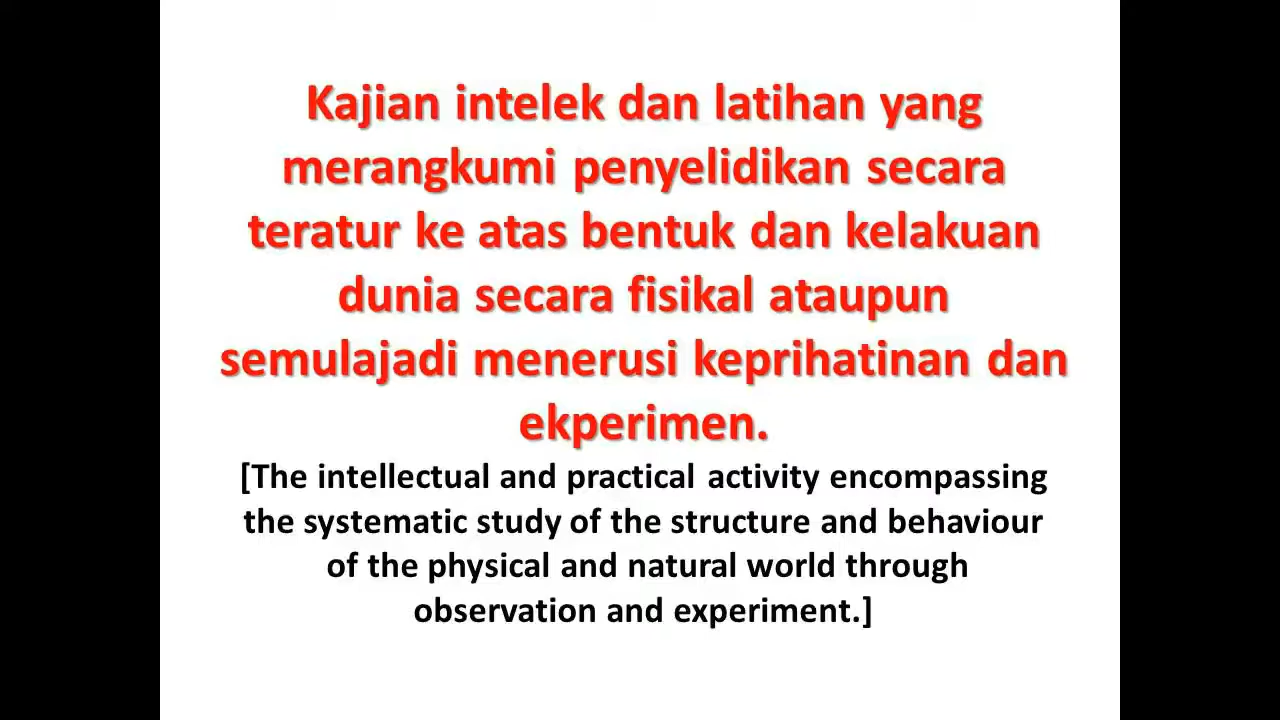 Kajian intelek dan latihan yang
merangkumi penyelidikan secara
teratur ke atas bentuk dan kelakuan
dunia secara fisikal ataupun
semulajadi menerusi keprihatinan dan
ekperimen.
[The intellectual and practical activity encompassing
the systematic study of the structure and behaviour
of the physical and natural world through
observation and experiment.]